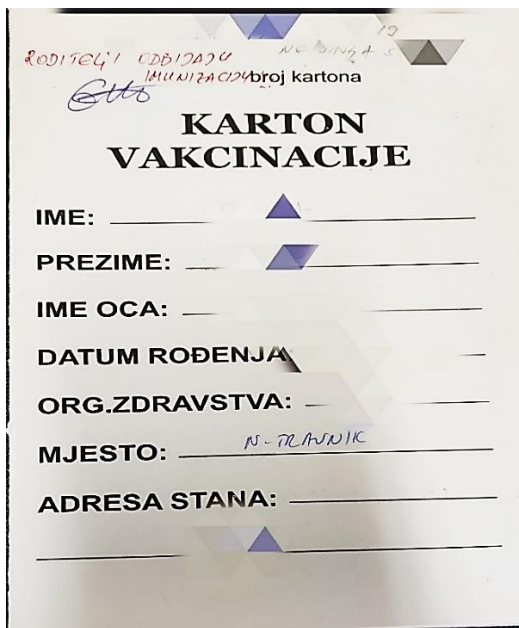 RODITELJI ODBIJAJU
IMUNIZACIJU
broj kartona
KARTON
VAKCINACIJE
IME:
PREZIME:
IME OCA:
DATUM ROĐENJA
ORG.ZDRAVSTVA:
MJESTO: N-TRAVNIK
ADRESA STANA: